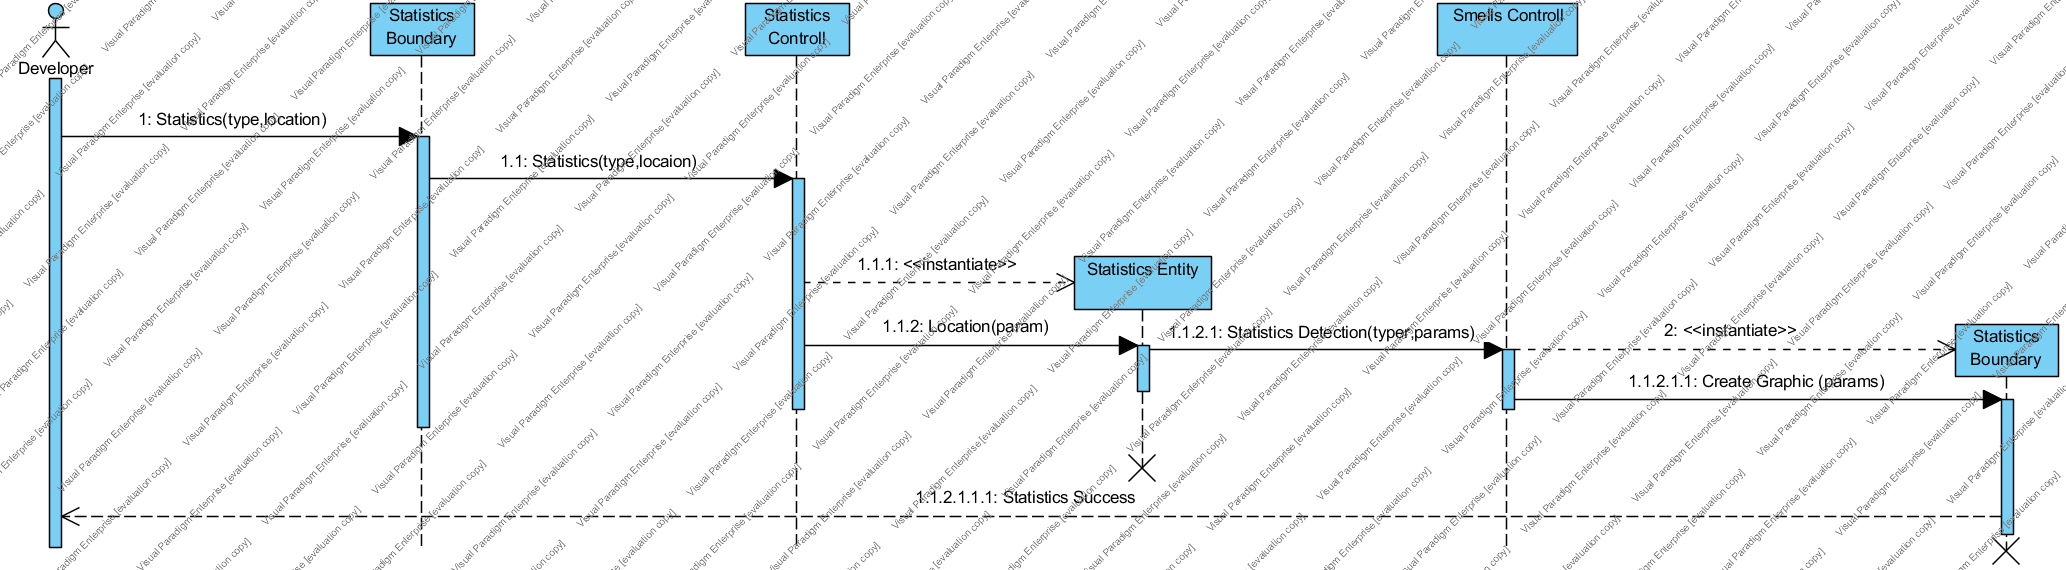 Statistics
Boundary
Statistics
Controll
Smells Controll
Developer
1: Statistics(type,location)
1.1: Statistics(type,locaion)
1.1.1: <<instantiate>>
Statistics Entity
1.1.2: Location(param)
1.1.2.1: Statistics Detection(type,params)
2: <<instantiate>>
Statistics
Boundary
1.1.2.1.1: Create Graphic (params)
1.1.2.1.1.1: Statistics Success
Visual Paradigm Enterprise [evaluation copy]